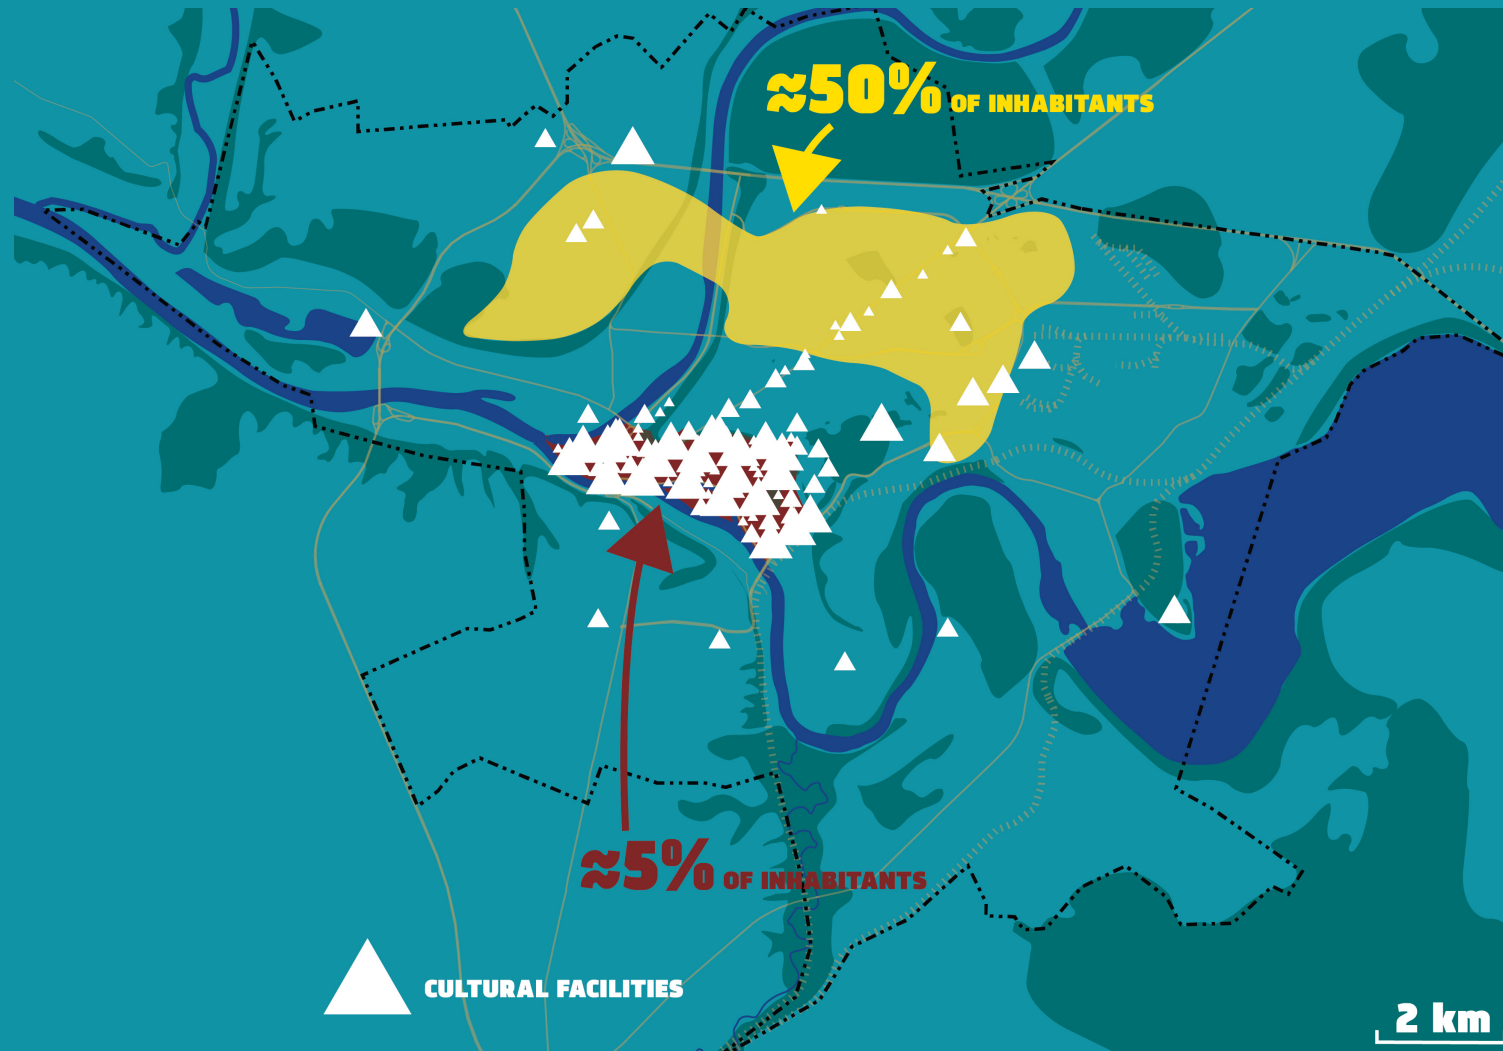 ≈50% OF INHABITANTS
≈5% OF INHABITANTS
CULTURAL FACILITIES
2 km